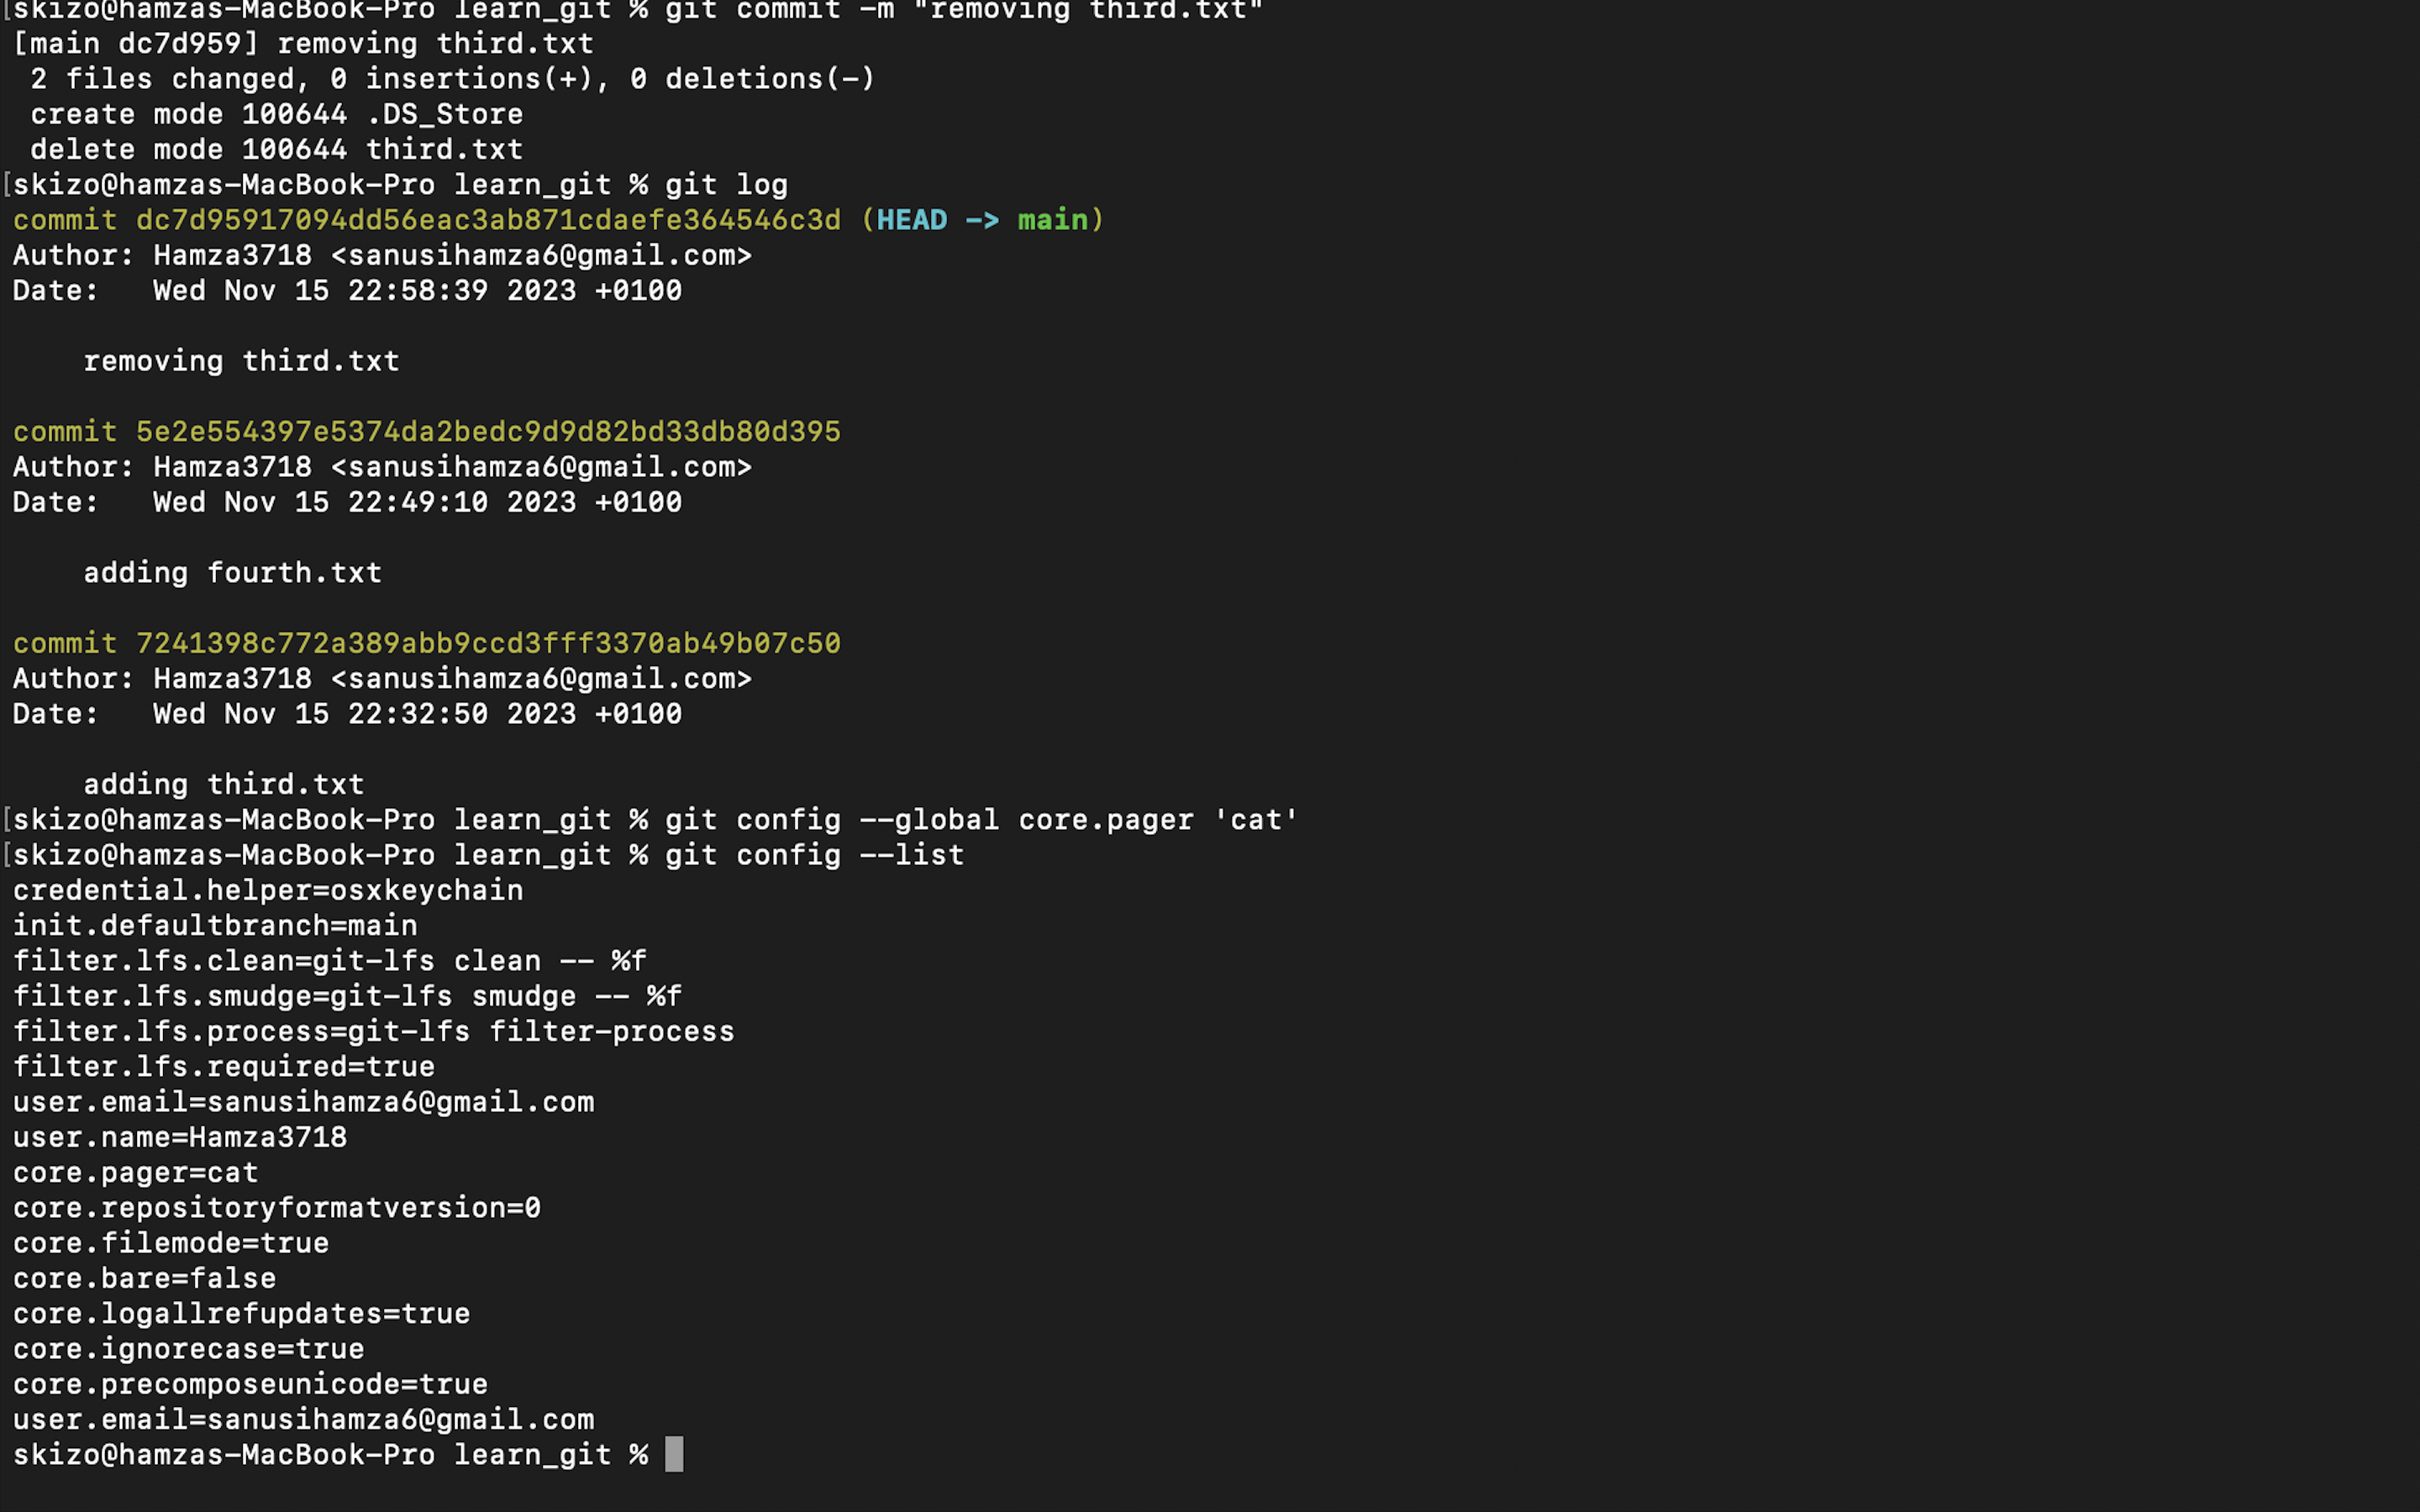 [skizo@hamzas-MacBook-Pro learn_git % git commit -m "removing third.txt"
[main dc7d959] removing third.txt
 2 files changed, 0 insertions(+), 0 deletions(-)
 create mode 100644 .DS_Store
 delete mode 100644 third.txt
[skizo@hamzas-MacBook-Pro learn_git % git log
commit dc7d95917094dd56eac3ab871cdaefe364546c3d (HEAD -> main)
Author: Hamza3718 <sanusihamza6@gmail.com>
Date:   Wed Nov 15 22:58:39 2023 +0100
    removing third.txt
commit 5e2e554397e5374da2bedc9d9d82bd33db80d395
Author: Hamza3718 <sanusihamza6@gmail.com>
Date:   Wed Nov 15 22:49:10 2023 +0100
    adding fourth.txt
commit 7241398c772a389abb9ccd3fff3370ab49b07c50
Author: Hamza3718 <sanusihamza6@gmail.com>
Date:   Wed Nov 15 22:32:50 2023 +0100
    adding third.txt
[skizo@hamzas-MacBook-Pro learn_git % git config --global core.pager 'cat'
[skizo@hamzas-MacBook-Pro learn_git % git config --list
credential.helper=osxkeychain
init.defaultbranch=main
filter.lfs.clean=git-lfs clean -- %f
filter.lfs.smudge=git-lfs smudge -- %f
filter.lfs.process=git-lfs filter-process
filter.lfs.required=true
user.email=sanusihamza6@gmail.com
user.name=Hamza3718
core.pager=cat
core.repositoryformatversion=0
core.filemode=true
core.bare=false
core.logallrefupdates=true
core.ignorecase=true
core.precomposeunicode=true
user.email=sanusihamza6@gmail.com
skizo@hamzas-MacBook-Pro learn_git %